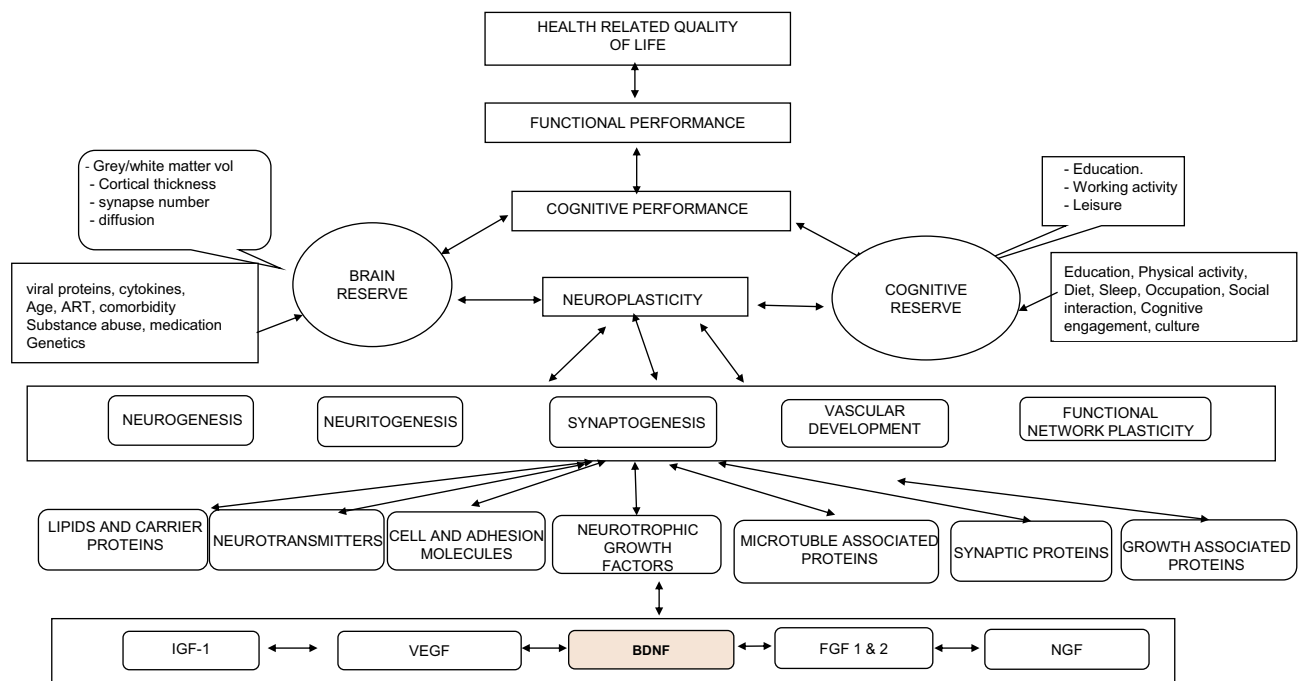 HEALTH RELATED QUALITY
OF LIFE
FUNCTIONAL PERFORMANCE
- Grey/white matter vol
- Cortical thickness
- synapse number
- diffusion
- Education.
- Working activity
- Leisure
COGNITIVE PERFORMANCE
BRAIN
RESERVE
COGNITIVE
RESERVE
viral proteins, cytokines,
Age, ART, comorbidity
Substance abuse, medication
Genetics
NEUROPLASTICITY
Education, Physical activity,
Diet, Sleep, Occupation, Social
interaction, Cognitive
engagement, culture
NEUROGENESIS
NEURITOGENESIS
SYNAPTOGENESIS
VASCULAR
DEVELOPMENT
FUNCTIONAL
NETWORK PLASTICITY
LIPIDS AND CARRIER
PROTEINS
NEUROTRANSMITTERS
CELL AND ADHESION
MOLECULES
NEUROTROPHIC
GROWTH
FACTORS
MICROTUBLE ASSOCIATED
PROTEINS
SYNAPTIC PROTEINS
GROWTH ASSOCIATED
PROTEINS
IGF-1
VEGF
BDNF
FGF 1 & 2
NGF